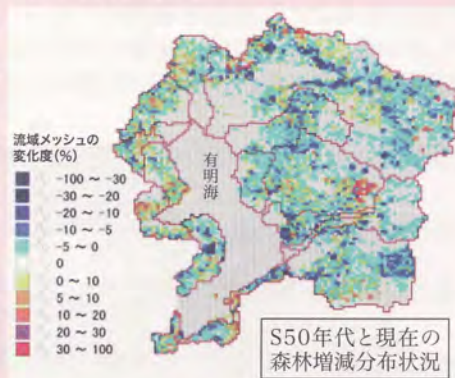 流域メッシュの
変化度(%)
-100 ～ -30
-30 ～ -20
-20 ～ -10
-10 ～ -5
-5 ～ 0
0
0 ～ 10
5 ～ 10
10 ～ 20
20 ～ 30
30 ～ 100
有明海
S50年代と現在の
森林増減分布状況